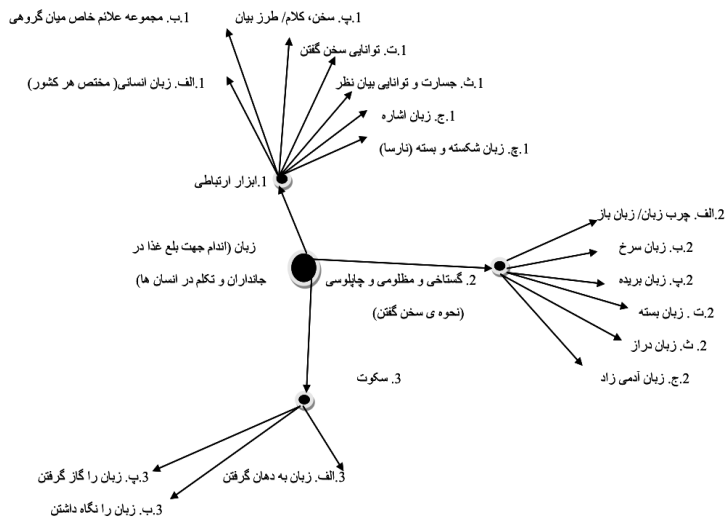 1.ب. مجموعه علائم خاص میان گروهی
1.پ. سخن، کلام/ طرز بیان
1.ت. توانایی سخن گفتن
1.الف. زبان انسانی( مختص هر کشور)
1.ث. جسارت و توانایی بیان نظر
1.ج. زبان اشاره
1.چ. زبان شکسته و بسته (نارسا)
1.ابزار ارتباطی
زبان (اندام جهت بلع غذا در
جانداران و تکلم در انسان ها)
2. گستاخی و مظلومی و چاپلوسی
(نحوه ی سخن گفتن)
2.الف. چرب زبان/ زبان باز
2.ب. زبان سرخ
2.پ. زبان بریده
2.ت . زبان بسته
2. ث. زبان دراز
2.ج. زبان آدمی زاد
3. سکوت
3.الف. زبان به دهان گرفتن
3.پ. زبان را گاز گرفتن
3.ب. زبان را نگاه داشتن